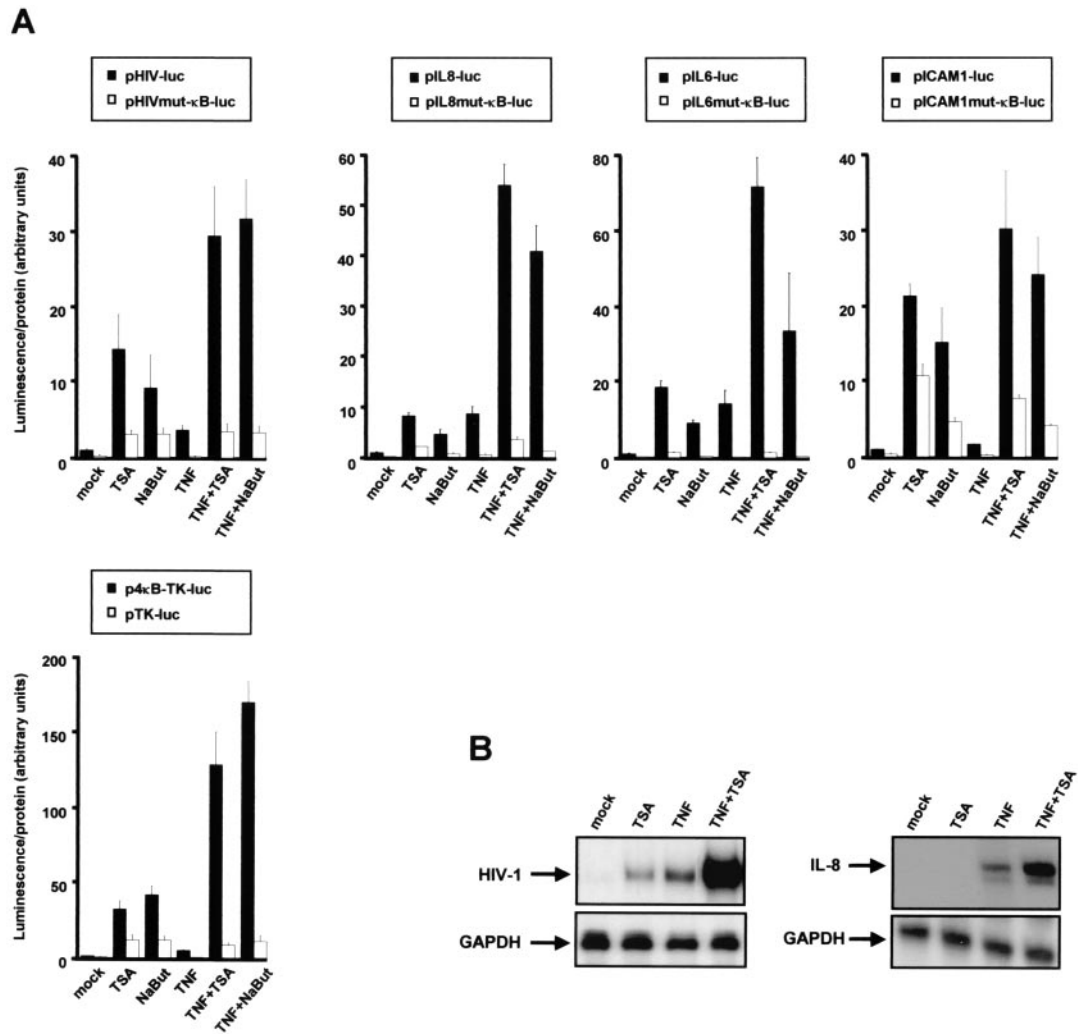 A
pHIV-luc
pHIVmut-κB-luc
pIL8-luc
pIL8mut-κB-luc
pIL6-luc
pIL6mut-κB-luc
pICAM1-luc
pICAM1mut-κB-luc
Luminescence/protein (arbitrary units)
40
30
20
10
0
mock
TSA
NaBut
TNF
TNF+TSA
TNF+NaBut
60
50
40
30
20
10
0
mock
TSA
NaBut
TNF
TNF+TSA
TNF+NaBut
80
60
40
20
0
mock
TSA
NaBut
TNF
TNF+TSA
TNF+NaBut
40
30
20
10
0
mock
TSA
NaBut
TNF
TNF+TSA
TNF+NaBut
p4κB-TK-luc
pTK-luc
Luminescence/protein (arbitrary units)
200
150
100
50
0
mock
TSA
NaBut
TNF
TNF+TSA
TNF+NaBut
B
mock
TSA
TNF
TNF+TSA
HIV-1
GAPDH
mock
TSA
TNF
TNF+TSA
IL-8
GAPDH